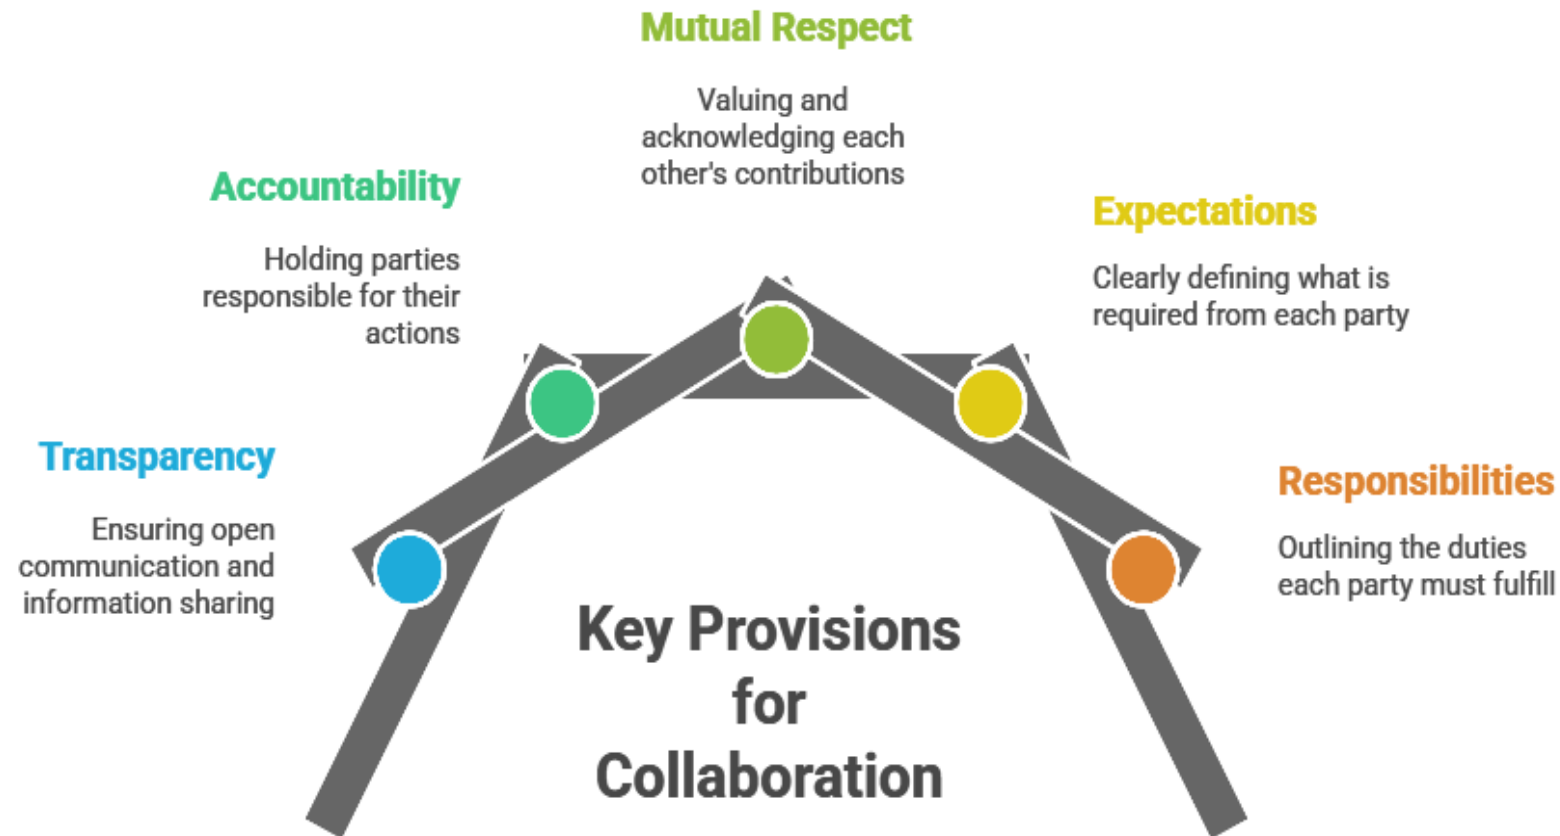 Mutual Respect
Valuing and
acknowledging each
other's contributions
Accountability
Holding parties
responsible for their
actions
Expectations
Clearly defining what is
required from each party
Transparency
Ensuring open
communication and
information sharing
Responsibilities
Outlining the duties
each party must fulfill
Key Provisions
for
Collaboration